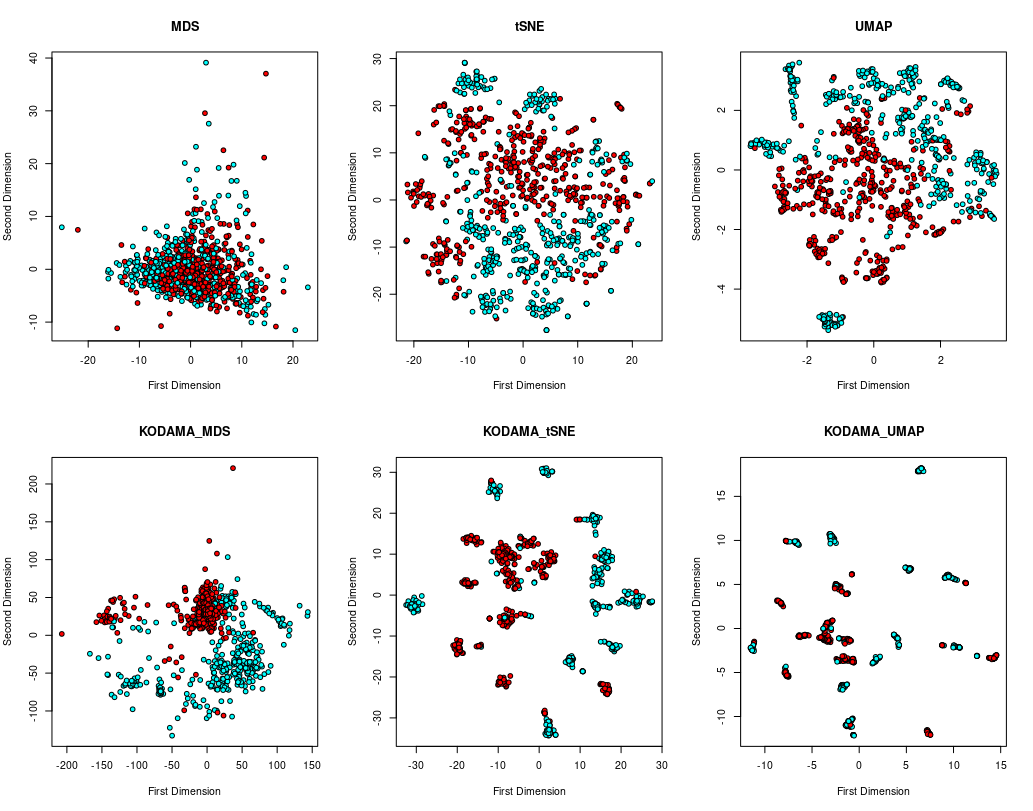 MDS
tSNE
UMAP
Second Dimension
40
30
20
10
0
-10
-20 -10 0 10 20
First Dimension
Second Dimension
30
20
10
0
-10
-20
-20 -10 0 10 20
First Dimension
Second Dimension
2
0
-2
-4
-2 0 2
First Dimension
KODAMA_MDS
KODAMA_tSNE
KODAMA_UMAP
Second Dimension
200
150
100
50
0
-50
-100
-200 -150 -100 -50 0 50 100 150
First Dimension
Second Dimension
30
20
10
0
-10
-20
-30
-30 -20 -10 0 10 20 30
First Dimension
Second Dimension
15
10
5
0
-5
-10
-10 -5 0 5 10 15
First Dimension